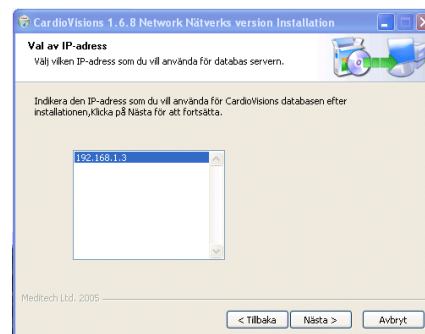 CardioVisions 1.6.8 Network Nätverks version Installation
Val av IP-adress
Välj vilken IP-adress som du vill använda för databas servern.
Indikera den IP-adress som du vill använda för CardioVisions databasen efter
installationen,Klicka på Nästa för att fortsätta.
192.168.1.3
Meditech Ltd. 2005
< Tillbaka
Nästa >
Avbryt